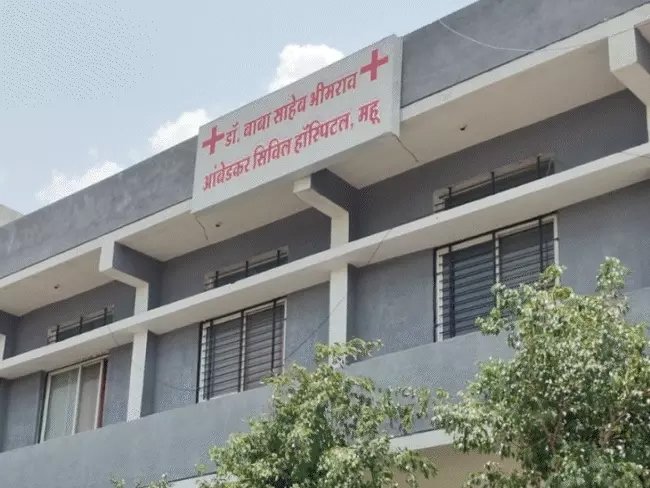 डॉ. बाबा साहेब भीमराव
आंबेडकर सिविल हॉस्पिटल, महू